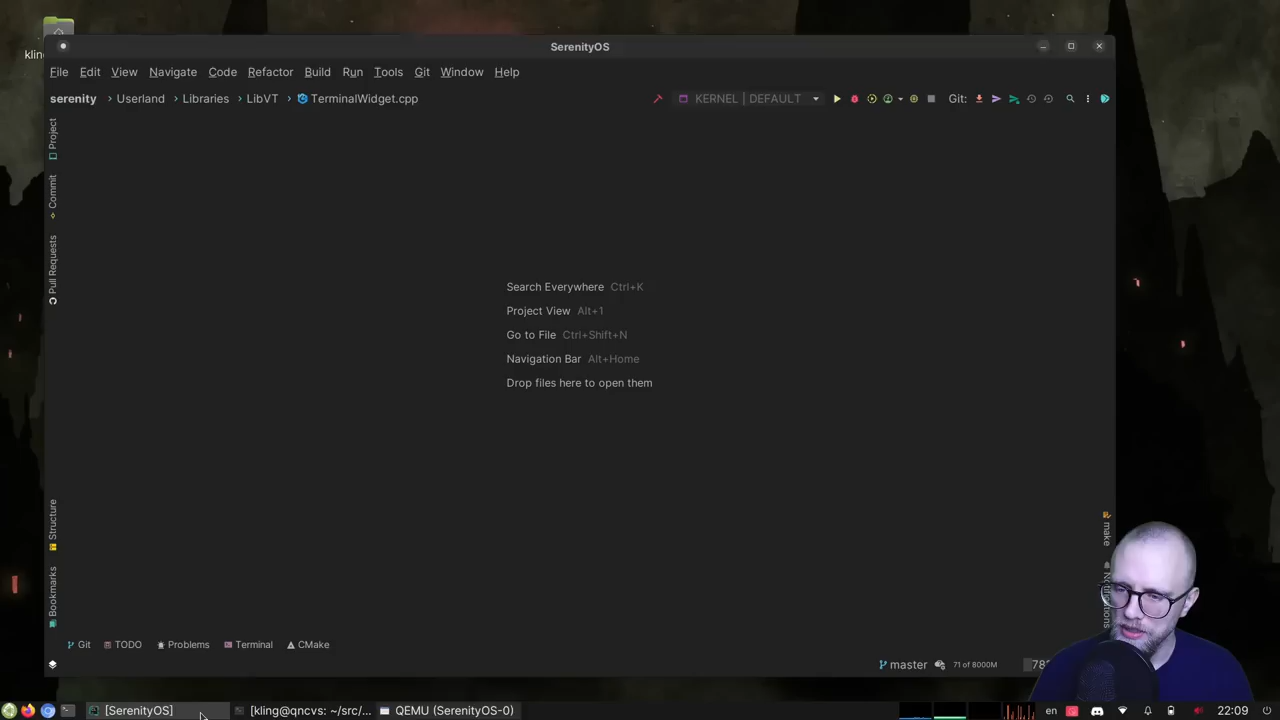 klin
SerenityOS
File Edit View Navigate Code Refactor Build Run Tools Git Window Help
serenity › Userland › Libraries › LibVT › TerminalWidget.cpp
KERNEL | DEFAULT
Git:
Project
Commit
Pull Requests
Search Everywhere Ctrl+K
Project View Alt+1
Go to File Ctrl+Shift+N
Navigation Bar Alt+Home
Drop files here to open them
Structure
Bookmarks
make
Notifications
Git TODO Problems Terminal CMake
master 71 of 8000M 78
[SerenityOS] [kling@qncvs: ~/src/... QEMU (SerenityOS-0) en 22:09